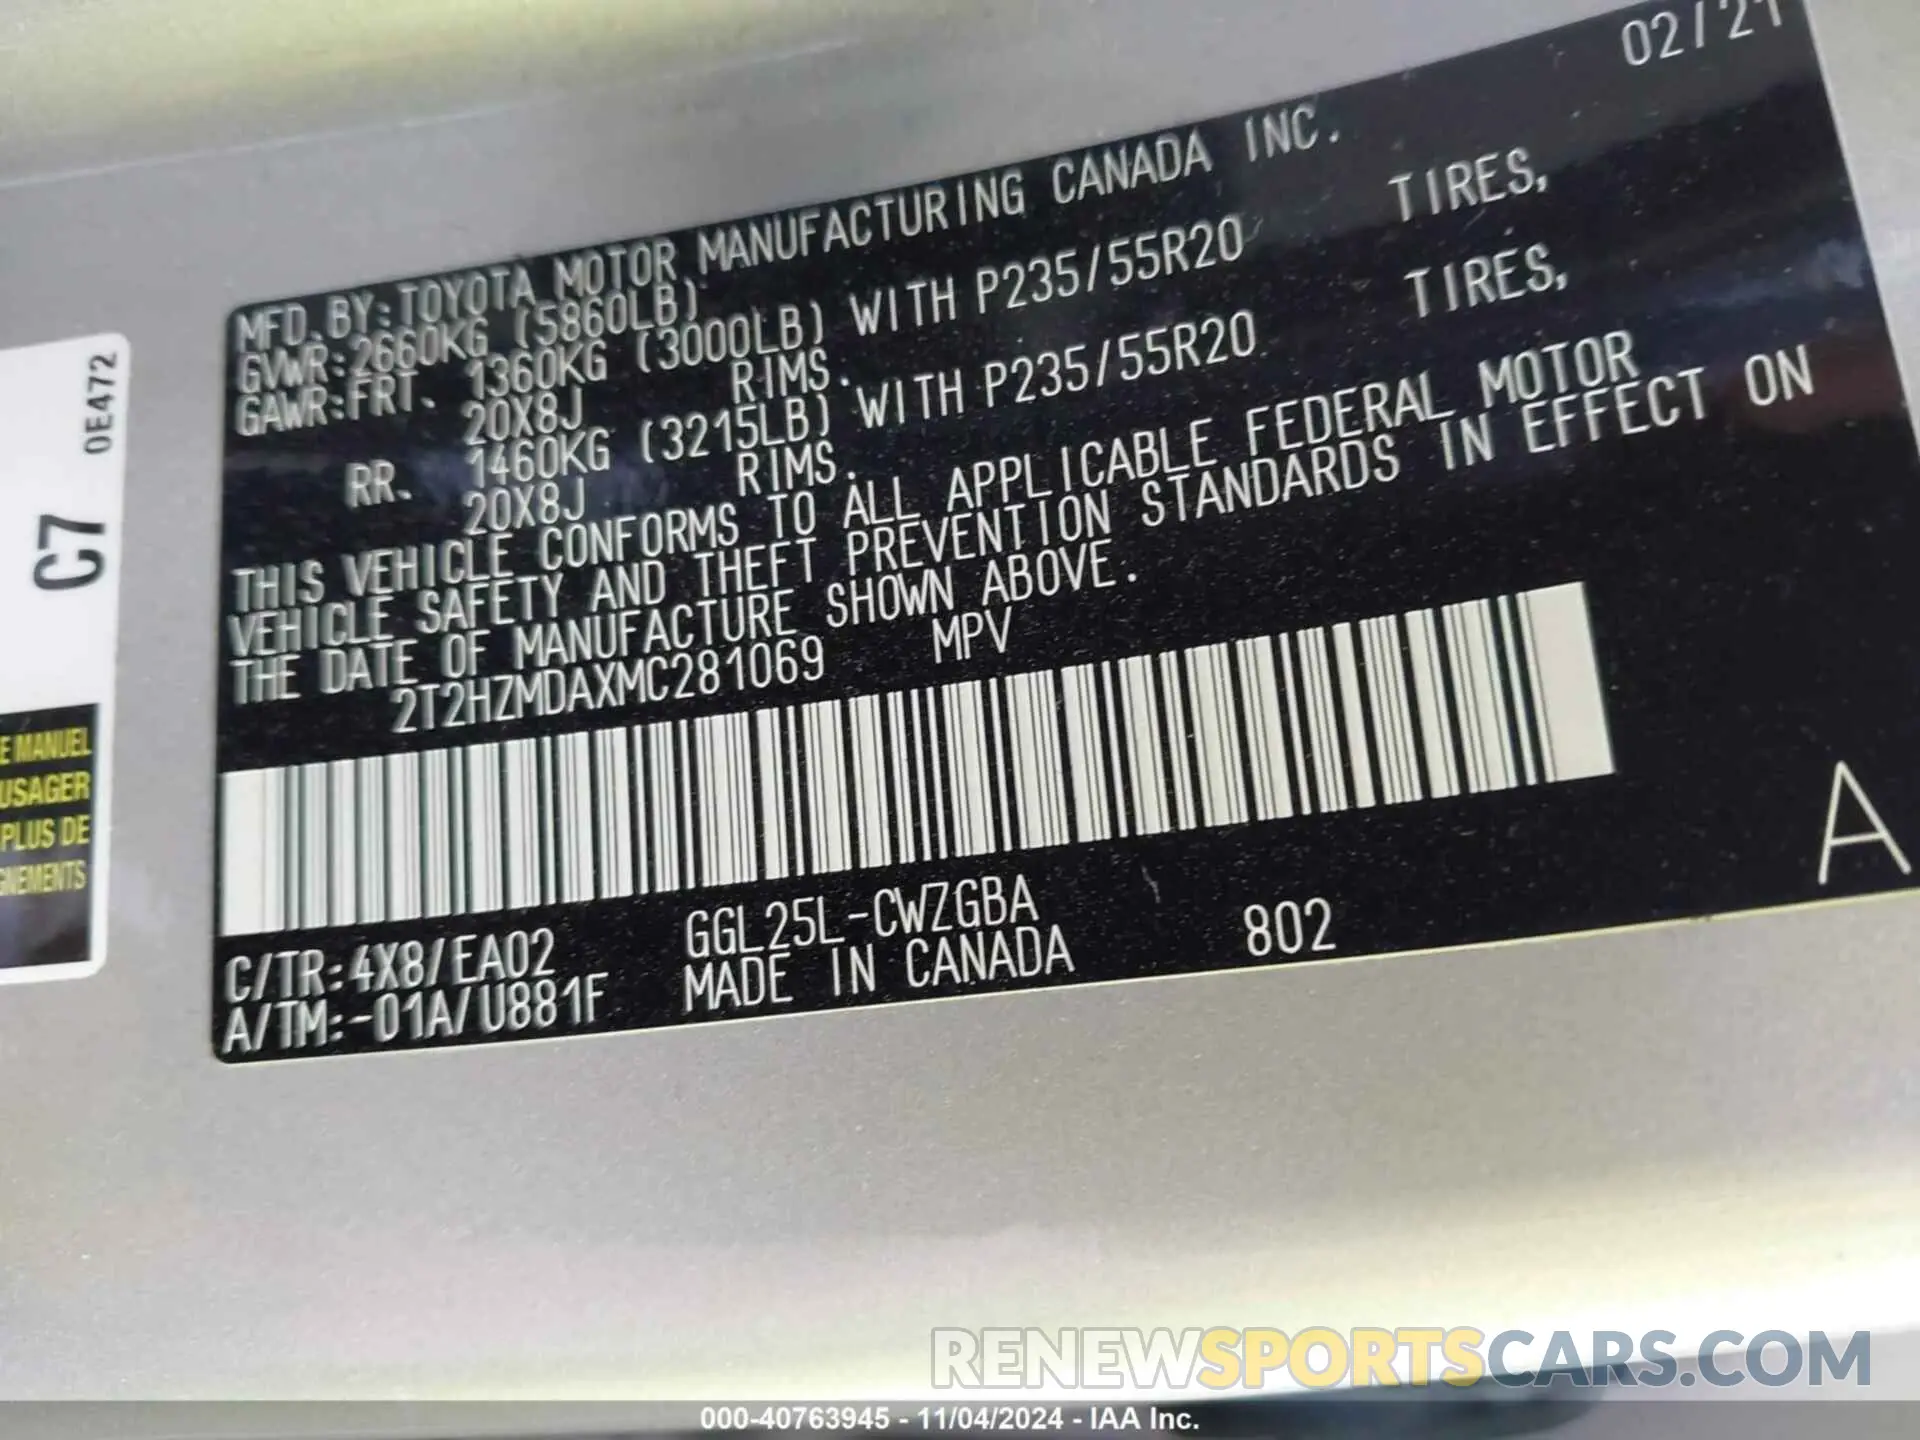 02/21
MFD. BY: TOYOTA MOTOR MANUFACTURING CANADA INC.
GVWR: 2660KG (5860LB)
GAWR: FRT. 1360KG (3000LB) WITH P235/55R20 TIRES,
20X8J RIMS.
RR. 1460KG (3215LB) WITH P235/55R20 TIRES,
20X8J RIMS.
THIS VEHICLE CONFORMS TO ALL APPLICABLE FEDERAL MOTOR
VEHICLE SAFETY AND THEFT PREVENTION STANDARDS IN EFFECT ON
THE DATE OF MANUFACTURE SHOWN ABOVE.
2T2HZMDAXMC281069 MPV
C/TR: 4X8/EA02 GGL25L-CWZGBA 802
A/TM: -01A/U881F MADE IN CANADA
A
C7 0E472
MANUEL
USAGER
PLUS DE
RENEWSPORTSCARS.COM
000-40763945 - 11/04/2024 - IAA Inc.